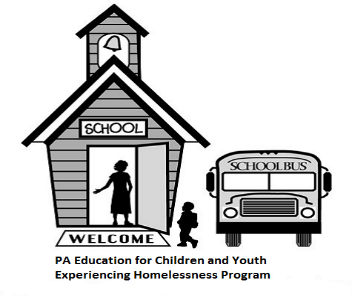 SCHOOL
SCHOOLBUS
WELCOME
PA Education for Children and Youth
Experiencing Homelessness Program